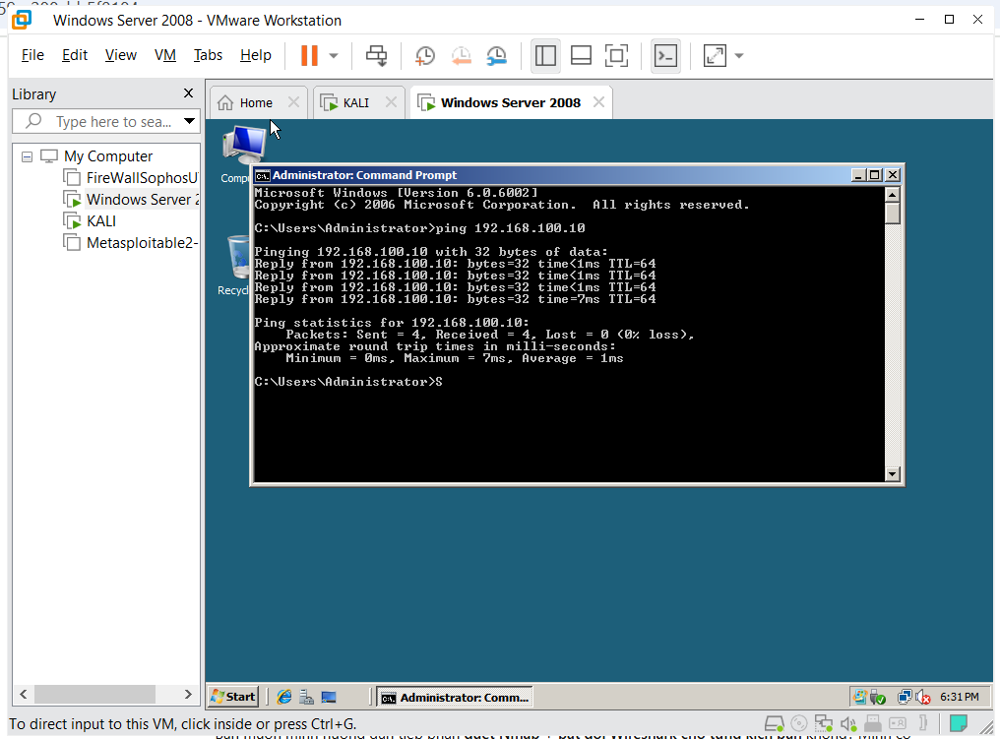 Windows Server 2008 - VMware Workstation
File Edit View VM Tabs Help
Library
Type here to sea...
My Computer
FireWallSophosU
Windows Server 2
KALI
Metasploitable2-
Home
KALI
Windows Server 2008
Comp
Recycl
Administrator: Command Prompt
Microsoft Windows [Version 6.0.6002]
Copyright (c) 2006 Microsoft Corporation.  All rights reserved.
C:\Users\Administrator>ping 192.168.100.10
Pinging 192.168.100.10 with 32 bytes of data:
Reply from 192.168.100.10: bytes=32 time<1ms TTL=64
Reply from 192.168.100.10: bytes=32 time<1ms TTL=64
Reply from 192.168.100.10: bytes=32 time<1ms TTL=64
Reply from 192.168.100.10: bytes=32 time=7ms TTL=64
Ping statistics for 192.168.100.10:
    Packets: Sent = 4, Received = 4, Lost = 0 (0% loss),
Approximate round trip times in milli-seconds:
    Minimum = 0ms, Maximum = 7ms, Average = 1ms
C:\Users\Administrator>S
Start
Administrator: Comm...
6:31 PM
To direct input to this VM, click inside or press Ctrl+G.